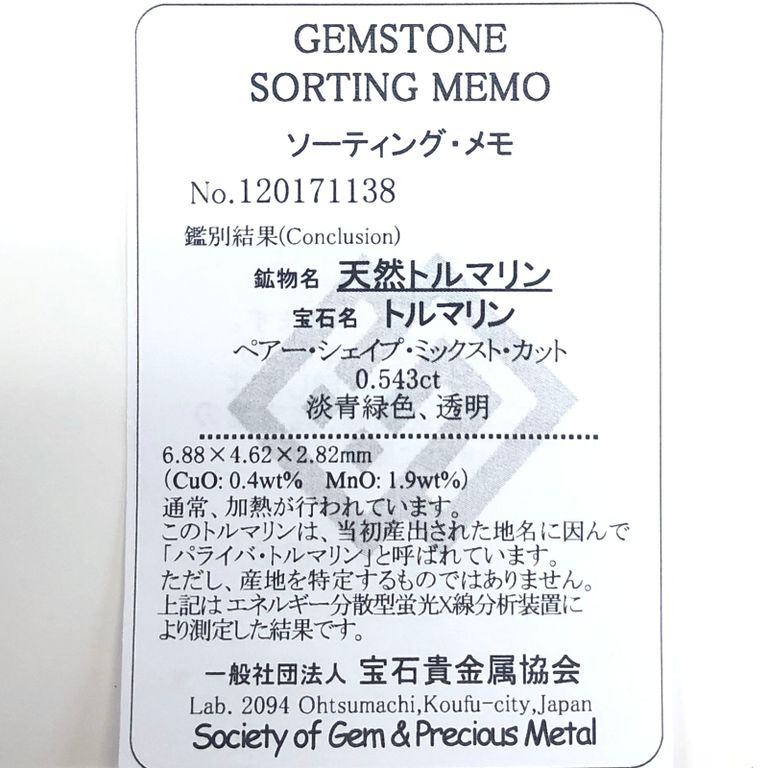 GEMSTONE
SORTING MEMO
ソーティング・メモ
No.120171138
鑑別結果(Conclusion)
鉱物名 天然トルマリン
宝石名 トルマリン
ペアー・シェイプ・ミックスト・カット
0.543ct
淡青緑色、透明
6.88×4.62×2.82mm
(CuO: 0.4wt% MnO: 1.9wt%)
通常、加熱が行われています。
このトルマリンは、当初産出された地名に因んで
「パライバ・トルマリン」と呼ばれています。
ただし、産地を特定するものではありません。
上記は エネルギー分散型蛍光X線分析装置に
より測定した結果です。
一般社団法人 宝石貴金属協会
Lab. 2094 Ohtsumachi,Koufu-city,Japan
Society of Gem & Precious Metal